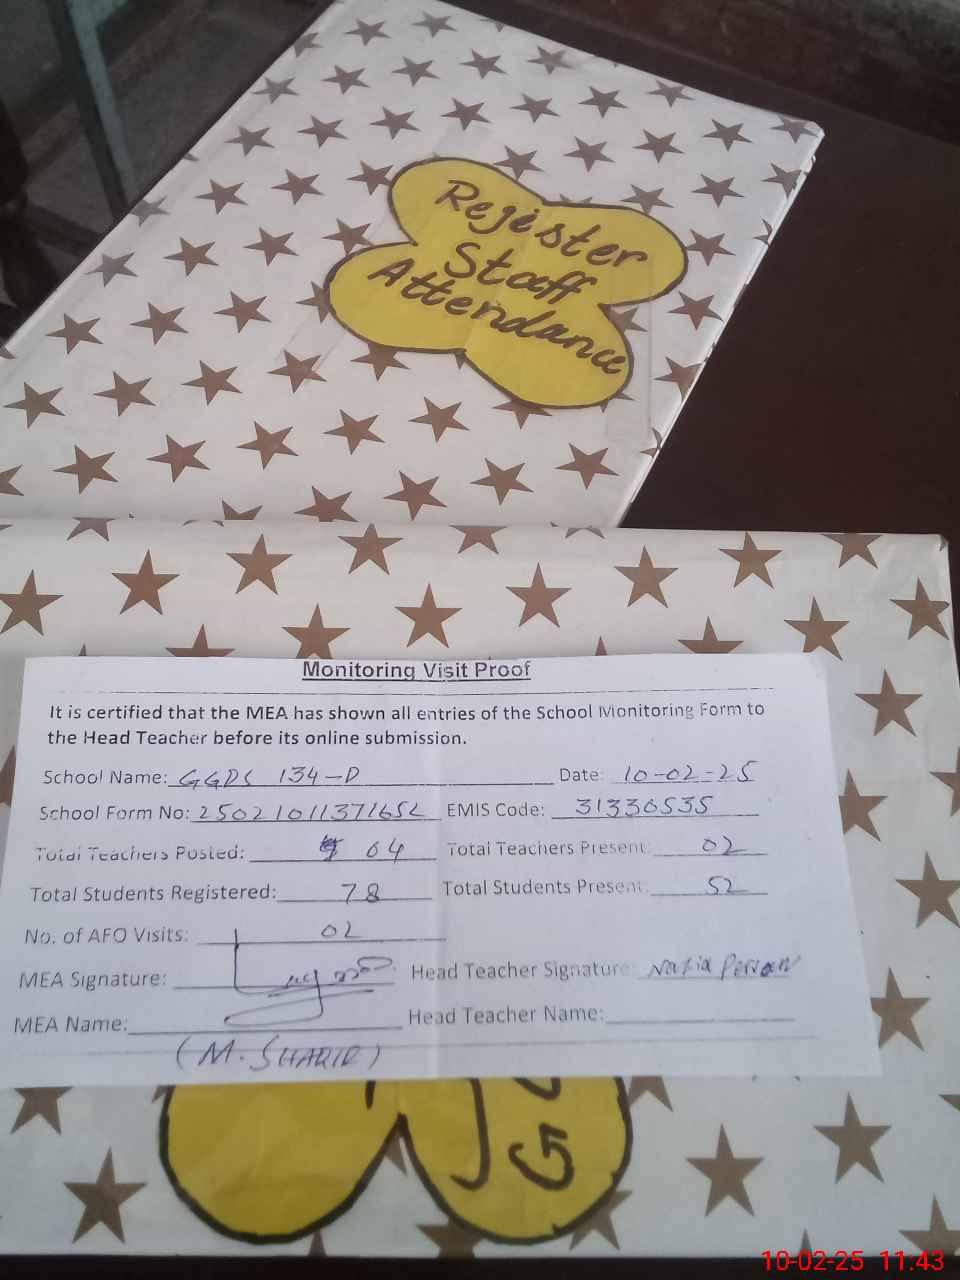 Register
Staff
Attendance
Monitoring Visit Proof
It is certified that the MEA has shown all entries of the School Monitoring Form to
the Head Teacher before its online submission.
School Name: GGPS 134-D Date: 10-02-25
School Form No: EMIS Code: 31330535
Total Teachers Posted: 04 Total Teachers Present: 02
Total Students Registered: 78 Total Students Present: 52
No. of AFO Visits: 02
MEA Signature: Head Teacher Signature: Nazia Perveen
MEA Name: Head Teacher Name:
10-02-25 11:43